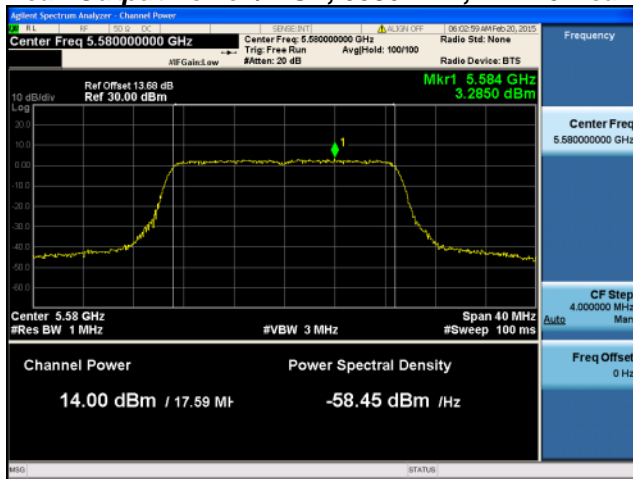 Agilent Spectrum Analyzer - Channel Power
RL RF 50 Ω DC SENSE:INT ALIGN OFF 06:02:59 AM Feb 20, 2015
Center Freq 5.580000000 GHz
Center Freq: 5.580000000 GHz Radio Std: None
Trig: Free Run Avg|Hold: 100/100
#IFGain:Low #Atten: 20 dB Radio Device: BTS
Frequency
Mkr1 5.584 GHz
3.2850 dBm
Ref Offset 13.68 dB
10 dB/div Ref 30.00 dBm
Log
20.0
10.0
0.00
-10.0
-20.0
-30.0
-40.0
-50.0
-60.0
1
Center Freq
5.580000000 GHz
Center 5.58 GHz Span 40 MHz
#Res BW 1 MHz #VBW 3 MHz #Sweep 100 ms
CF Step
4.000000 MHz
Auto Man
Channel Power Power Spectral Density
14.00 dBm / 17.59 MH -58.45 dBm /Hz
Freq Offset
0 Hz
MSG STATUS